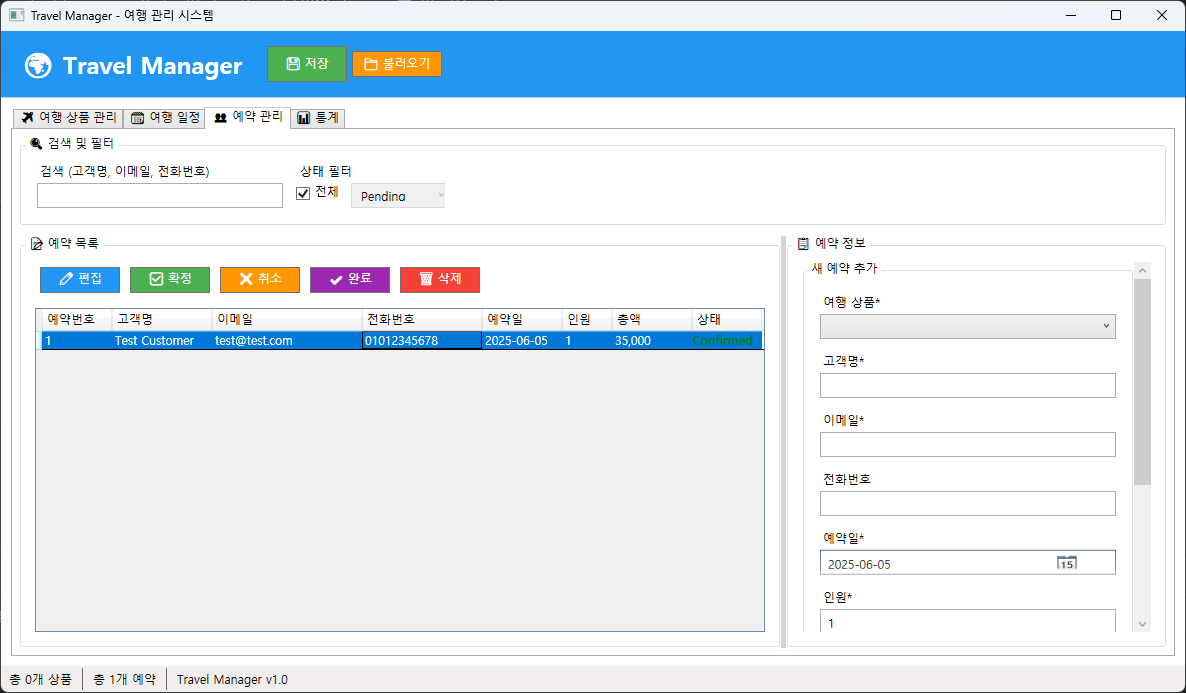 Travel Manager - 여행 관리 시스템
Travel Manager 저장 불러오기
여행 상품 관리 여행 일정 예약 관리 통계
검색 및 필터
검색 (고객명, 이메일, 전화번호) 상태 필터
전체 Pending
예약 목록
편집 확정 취소 완료 삭제
예약번호 고객명 이메일 전화번호 예약일 인원 총액 상태
1 Test Customer test@test.com 01012345678 2025-06-05 1 35,000 Confirmed
예약 정보
새 예약 추가
여행 상품*
고객명*
이메일*
전화번호
예약일*
2025-06-05 15
인원*
1
총 0개 상품 총 1개 예약 Travel Manager v1.0